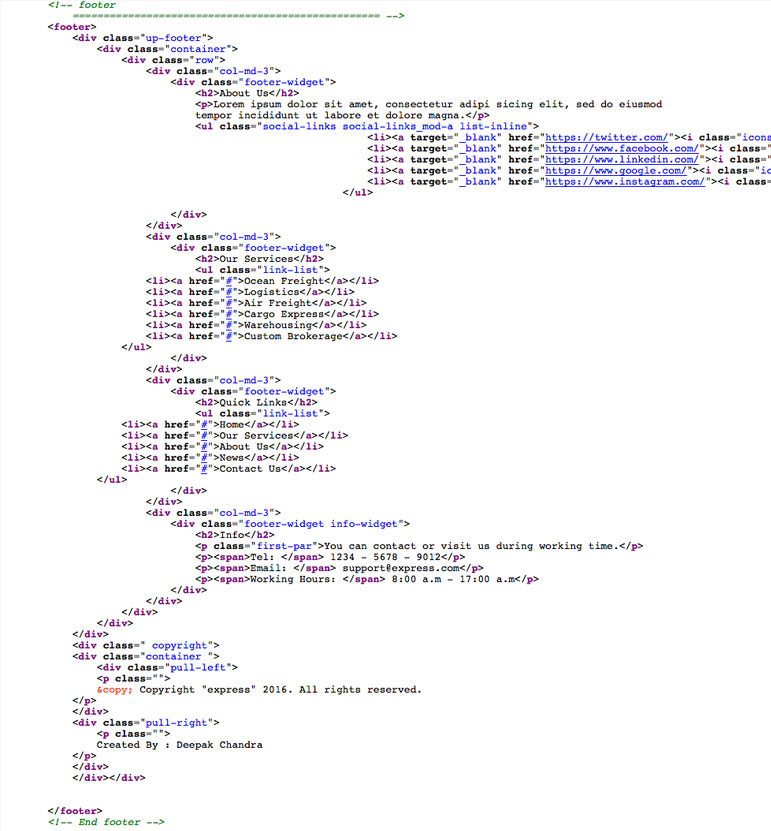 <!-- footer
================================================== -->
<footer>
<div class="up-footer">
<div class="container">
<div class="row">
<div class="col-md-3">
<div class="footer-widget">
<h2>About Us</h2>
<p>Lorem ipsum dolor sit amet, consectetur adipi sicing elit, sed do eiusmod
tempor incididunt ut labore et dolore magna.</p>
<ul class="social-links social-links_mod-a list-inline">
<li><a target="_blank" href="https://twitter.com/"><i class="icons
<li><a target="_blank" href="https://www.facebook.com/"><i class="
<li><a target="_blank" href="https://www.linkedin.com/"><i class="
<li><a target="_blank" href="https://www.google.com/"><i class="ic
<li><a target="_blank" href="https://www.instagram.com/"><i class=
</ul>
</div>
</div>
<div class="col-md-3">
<div class="footer-widget">
<h2>Our Services</h2>
<ul class="link-list">
<li><a href="#">Ocean Freight</a></li>
<li><a href="#">Logistics</a></li>
<li><a href="#">Air Freight</a></li>
<li><a href="#">Cargo Express</a></li>
<li><a href="#">Warehousing</a></li>
<li><a href="#">Custom Brokerage</a></li>
</ul>
</div>
</div>
<div class="col-md-3">
<div class="footer-widget">
<h2>Quick Links</h2>
<ul class="link-list">
<li><a href="#">Home</a></li>
<li><a href="#">Our Services</a></li>
<li><a href="#">About Us</a></li>
<li><a href="#">News</a></li>
<li><a href="#">Contact Us</a></li>
</ul>
</div>
</div>
<div class="col-md-3">
<div class="footer-widget info-widget">
<h2>Info</h2>
<p class="first-par">You can contact or visit us during working time.</p>
<p><span>Tel: </span> 1234 - 5678 - 9012</p>
<p><span>Email: </span> support@express.com</p>
<p><span>Working Hours: </span> 8:00 a.m - 17:00 a.m</p>
</div>
</div>
</div>
</div>
</div>
<div class=" copyright">
<div class="container ">
<div class="pull-left">
<p class="">
&copy; Copyright "express" 2016. All rights reserved.
</p>
</div>
<div class="pull-right">
<p class="">
Created By : Deepak Chandra
</p>
</div>
</div></div>
</footer>
<!-- End footer -->